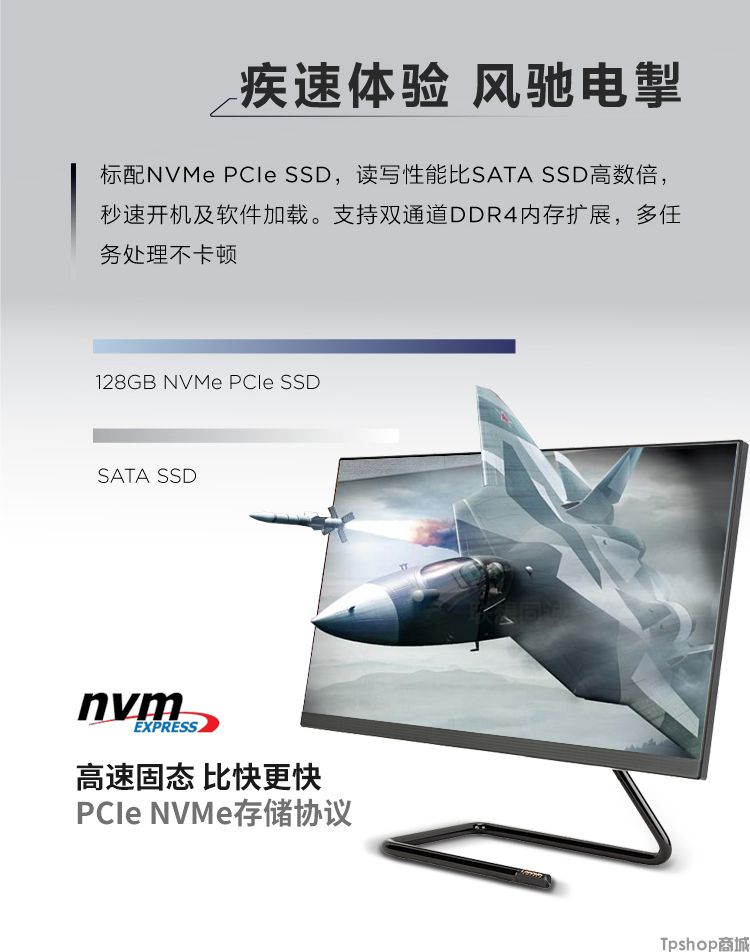 疾速体验 风驰电掣
标配NVMe PCIe SSD，读写性能比SATA SSD高数倍，
秒速开机及软件加载。支持双通道DDR4内存扩展，多任
务处理不卡顿
128GB NVMe PCIe SSD
SATA SSD
nvm
EXPRESS
高速固态 比快更快
PCIe NVMe存储协议
Tpshop商城